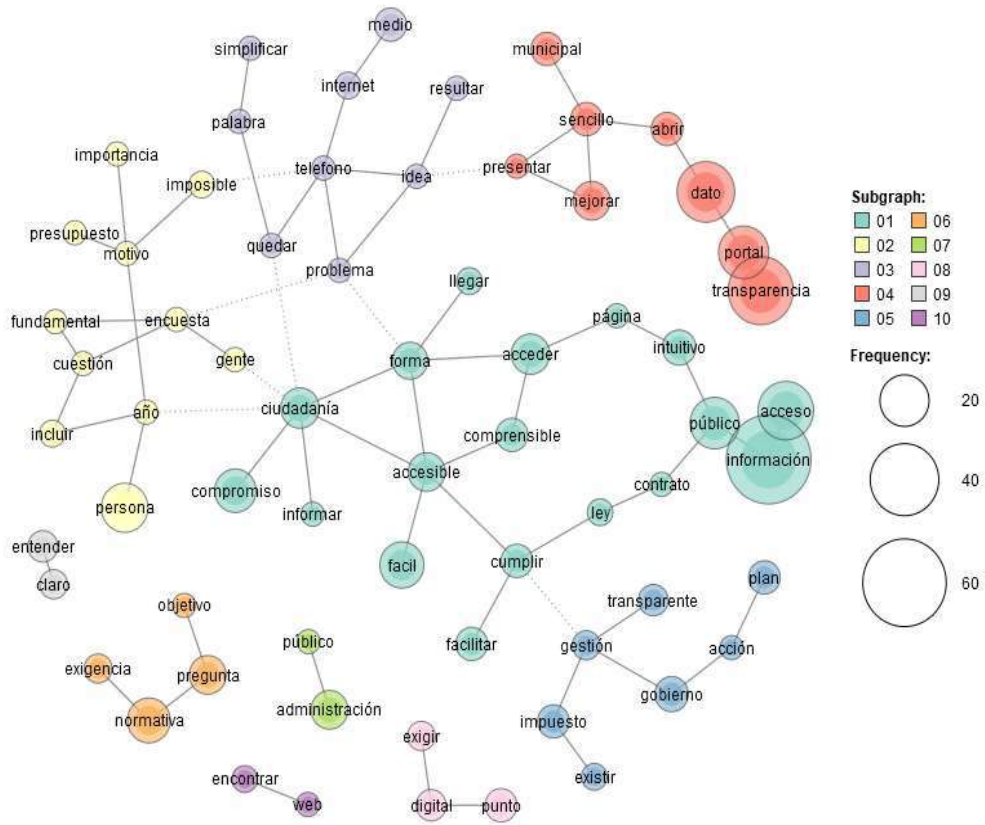 medio
simplificar
municipal
internet
resultar
palabra
sencillo
abrir
importancia
imposible
telefono
idea
presentar
mejorar
dato
Subgraph:
01
06
02
07
03
08
04
09
05
10
presupuesto
motivo
quedar
problema
portal
llegar
transparencia
fundamental
encuesta
página
cuestión
gente
forma
acceder
intuitivo
Frequency:
20
año
ciudadanía
acceso
público
incluir
comprensible
información
accesible
40
compromiso
contrato
persona
informar
ley
entender
facil
cumplir
claro
plan
60
objetivo
transparente
público
facilitar
gestión
acción
exigencia
pregunta
gobierno
normativa
administración
impuesto
exigir
encontrar
existir
web
digital
punto